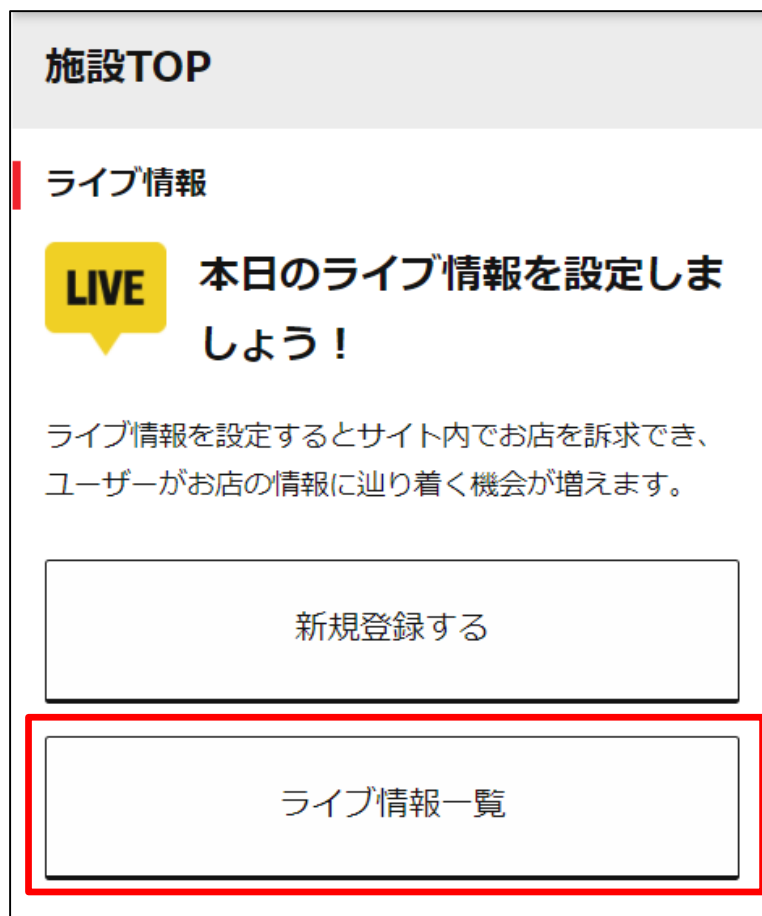 施設TOP
ライブ情報
LIVE
本日のライブ情報を設定しま
しょう！
ライブ情報を設定するとサイト内でお店を訴求でき、
ユーザーがお店の情報に辿り着く機会が増えます。
新規登録する
ライブ情報一覧